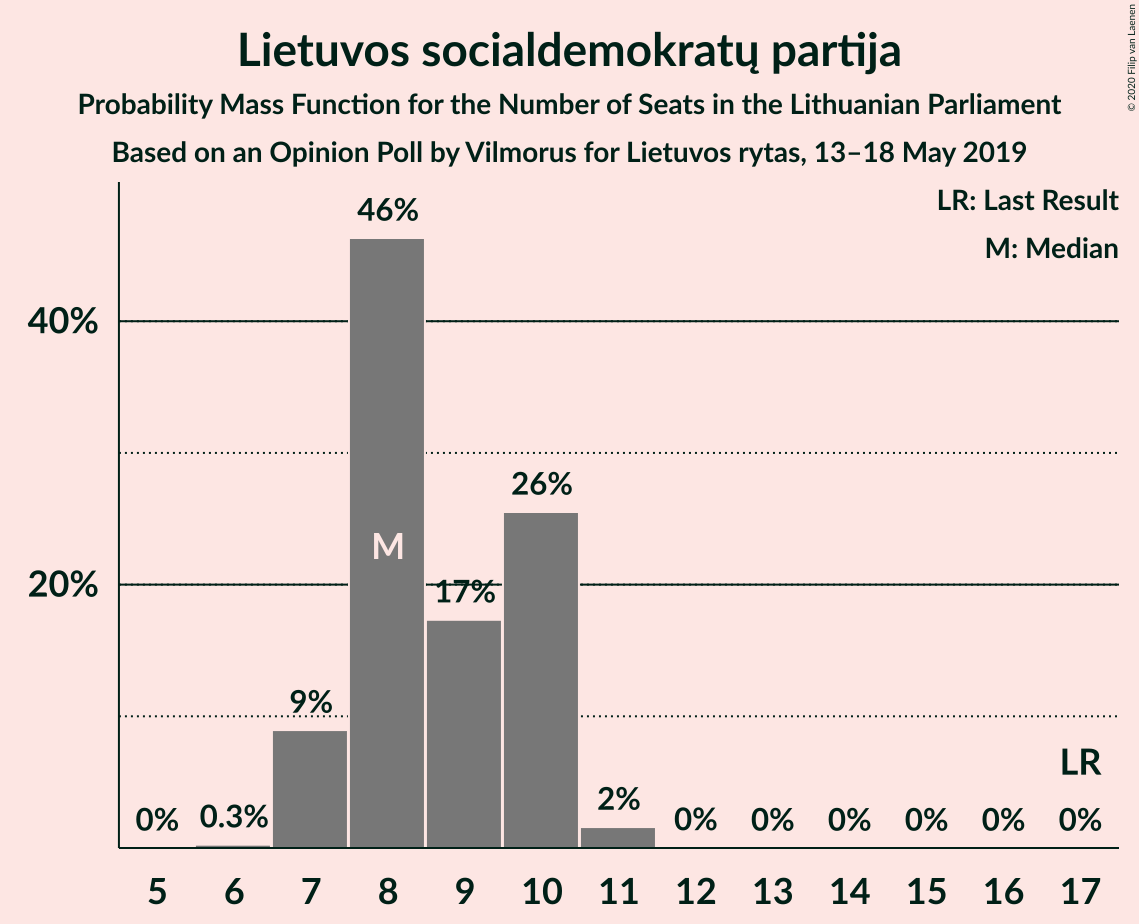 Lietuvos socialdemokratų partija
Probability Mass Function for the Number of Seats in the Lithuanian Parliament
Based on an Opinion Poll by Vilmorus for Lietuvos rytas, 13–18 May 2019
© 2020 Filip van Laenen
LR: Last Result
M: Median
46%
40%
26%
M
20%
17%
9%
LR
0% 0.3% 2% 0% 0% 0% 0% 0% 0%
5 6 7 8 9 10 11 12 13 14 15 16 17